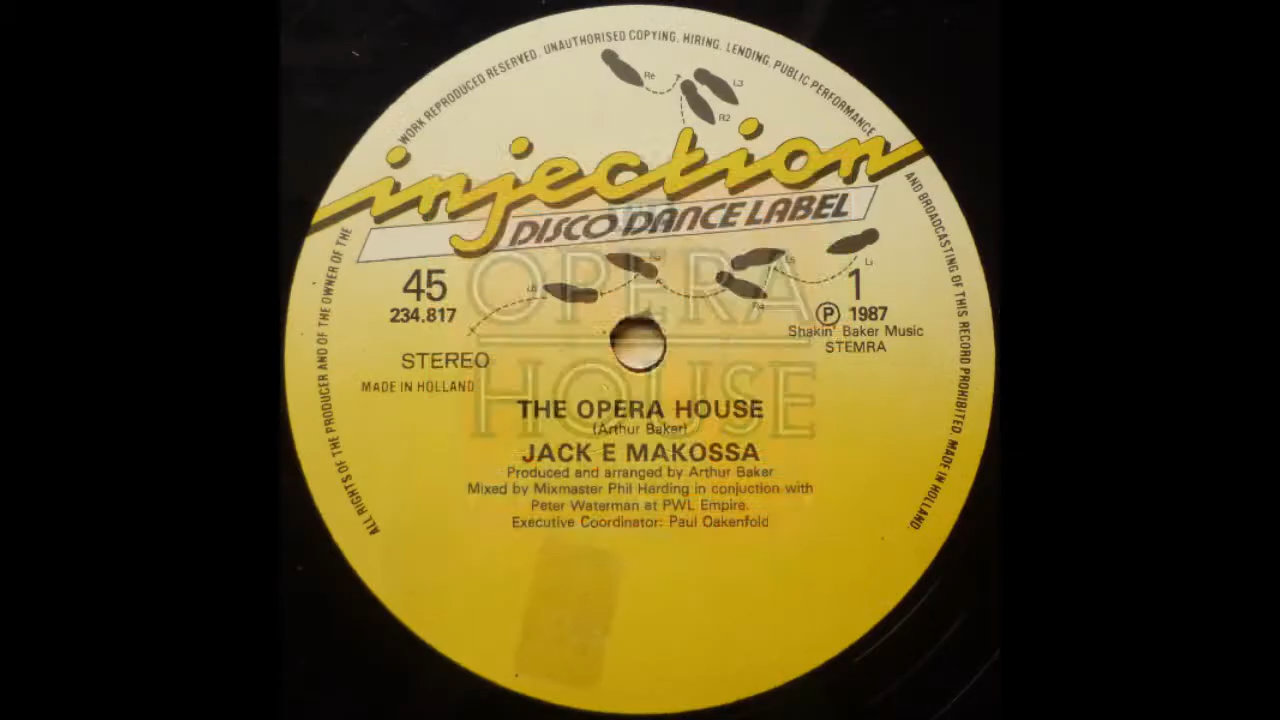 WORK REPRODUCED RESERVED. UNAUTHORISED COPYING, HIRING, LENDING, PUBLIC PERFORMANCE
AND BROADCASTING OF THIS RECORD PROHIBITED. MADE IN HOLLAND.
ALL RIGHTS OF THE PRODUCER AND OF THE OWNER OF THE
Re
L3
R2
injection
DISCO DANCE LABEL
OPERA
HOUSE
45
234.817
1
Ⓟ 1987
Shakin' Baker Music
STEMRA
STEREO
MADE IN HOLLAND
THE OPERA HOUSE
(Arthur Baker)
JACK E MAKOSSA
Produced and arranged by Arthur Baker
Mixed by Mixmaster Phil Herding in conjuction with
Peter Waterman at PWL Empire.
Executive Coordinator: Paul Oakenfold